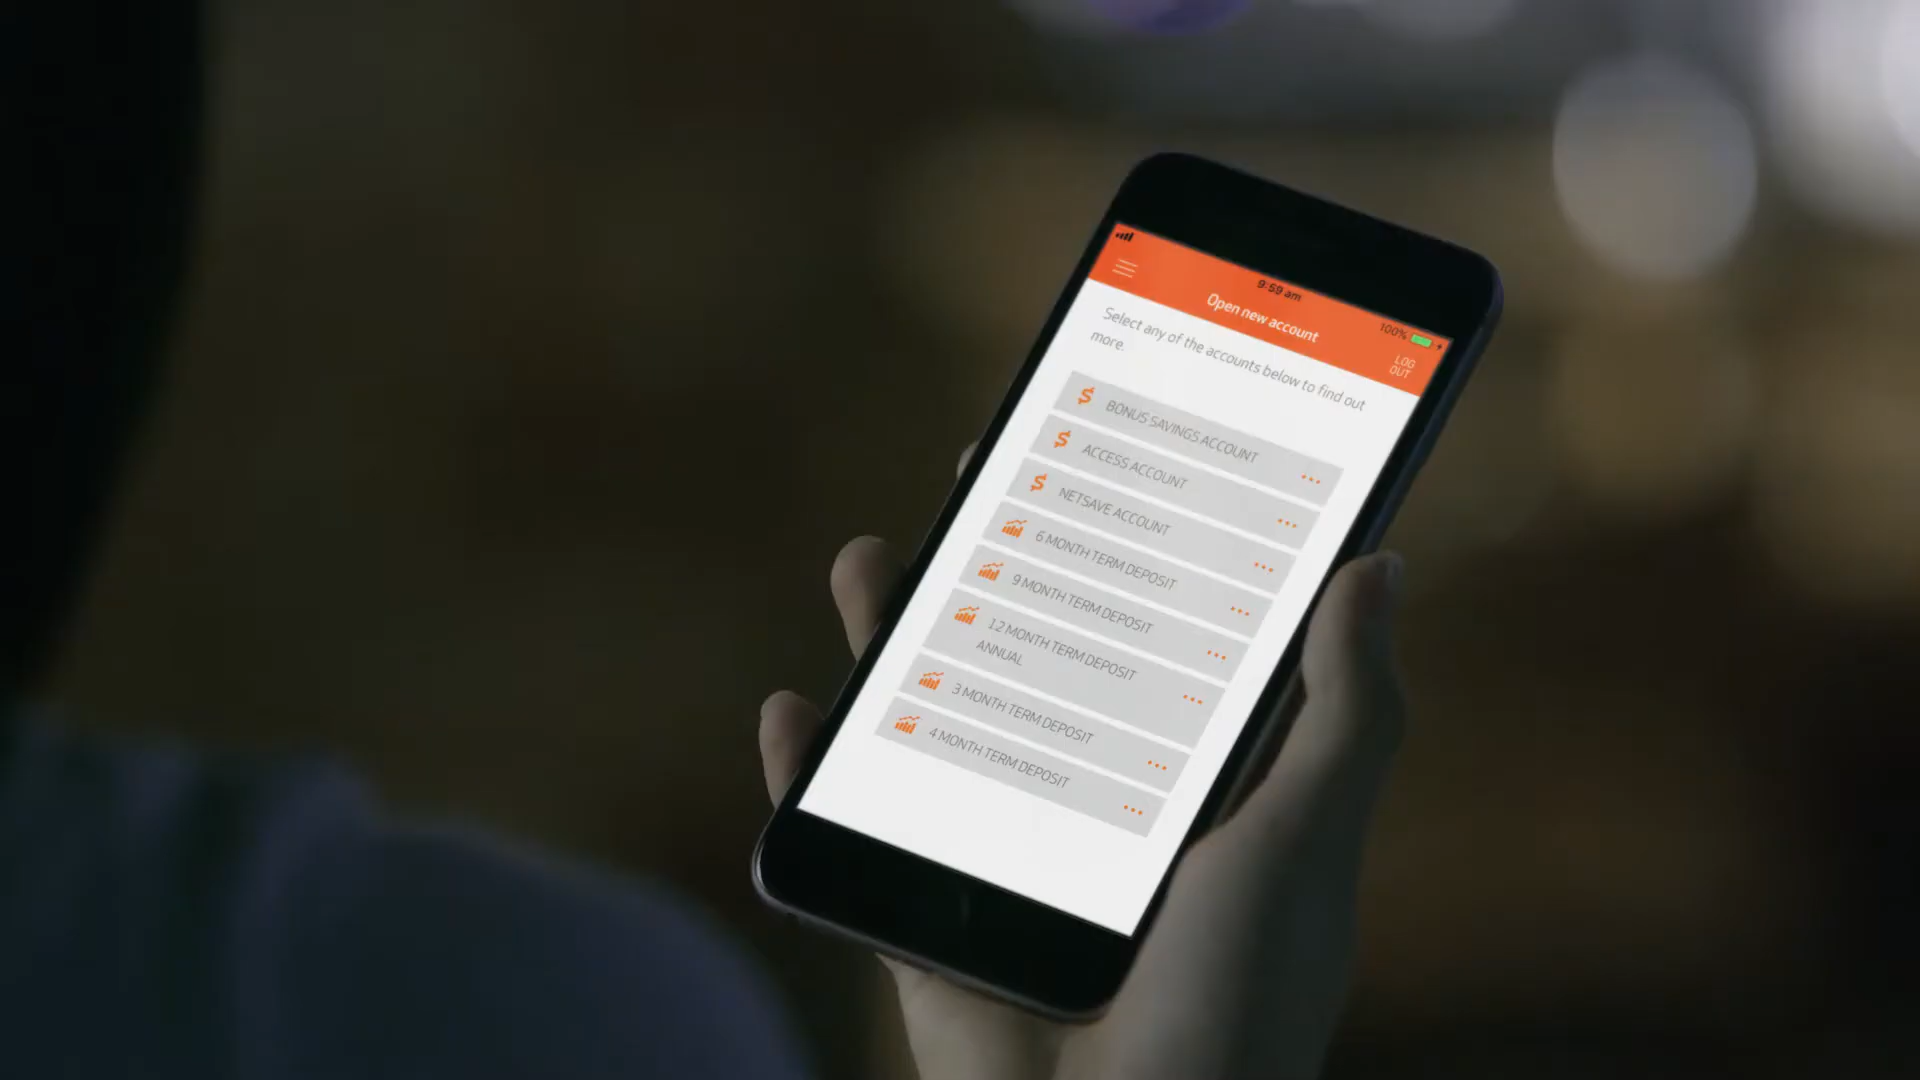 9:59 am
100%
Open new account
LOG
OUT
Select any of the accounts below to find out
more.
BONUS SAVINGS ACCOUNT
ACCESS ACCOUNT
NETSAVE ACCOUNT
6 MONTH TERM DEPOSIT
9 MONTH TERM DEPOSIT
12 MONTH TERM DEPOSIT
ANNUAL
3 MONTH TERM DEPOSIT
4 MONTH TERM DEPOSIT